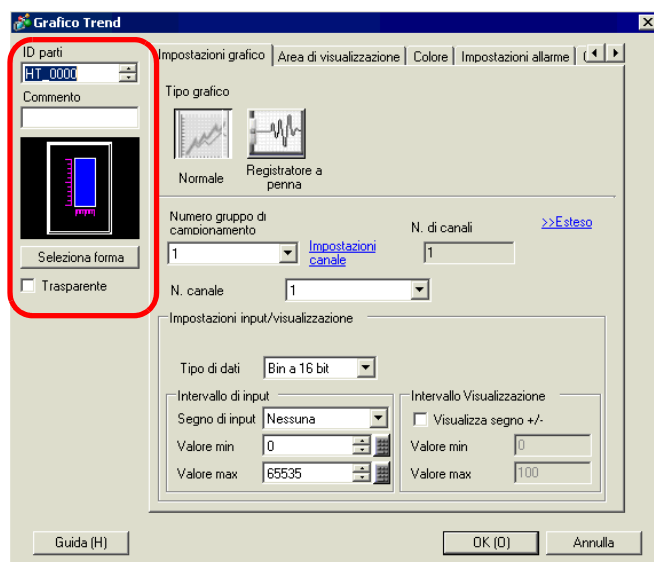 Grafico Trend
ID parti
HT_0000
Commento
Seleziona forma
Trasparente
Impostazioni grafico
Area di visualizzazione
Colore
Impostazioni allarme
Tipo grafico
Normale
Registratore a
penna
Numero gruppo di
campionamento
1
Impostazioni
canale
N. di canali
1
>>Esteso
N. canale
1
Impostazioni input/visualizzazione
Tipo di dati
Bin a 16 bit
Intervallo di input
Segno di input
Nessuna
Valore min
0
Valore max
65535
Intervallo Visualizzazione
Visualizza segno +/-
Valore min
0
Valore max
100
Guida (H)
OK (O)
Annulla